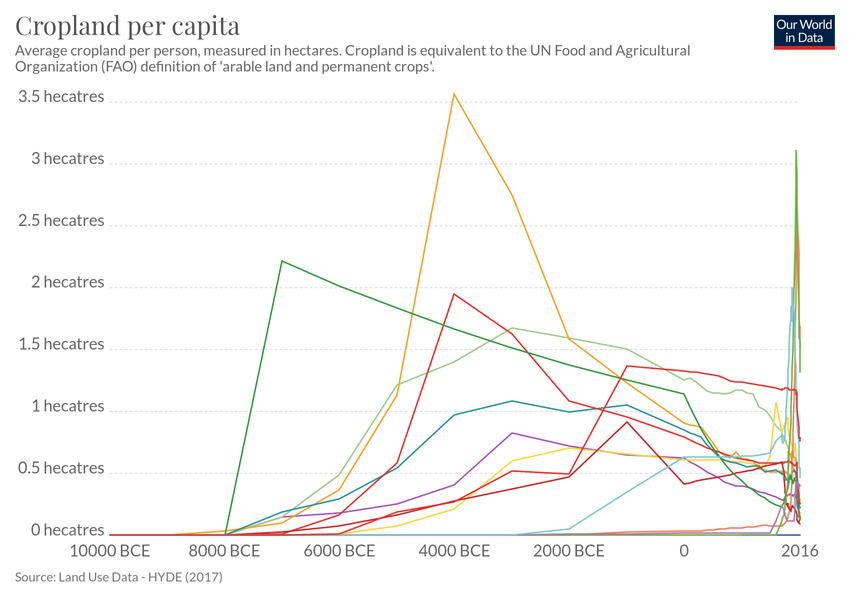 Cropland per capita
Our World
in Data
Average cropland per person, measured in hectares. Cropland is equivalent to the UN Food and Agricultural
Organization (FAO) definition of 'arable land and permanent crops'.
3.5 hecatres
3 hecatres
2.5 hecatres
2 hecatres
1.5 hecatres
1 hecatres
0.5 hecatres
0 hecatres
10000 BCE 8000 BCE 6000 BCE 4000 BCE 2000 BCE 0 2016
Source: Land Use Data - HYDE (2017)